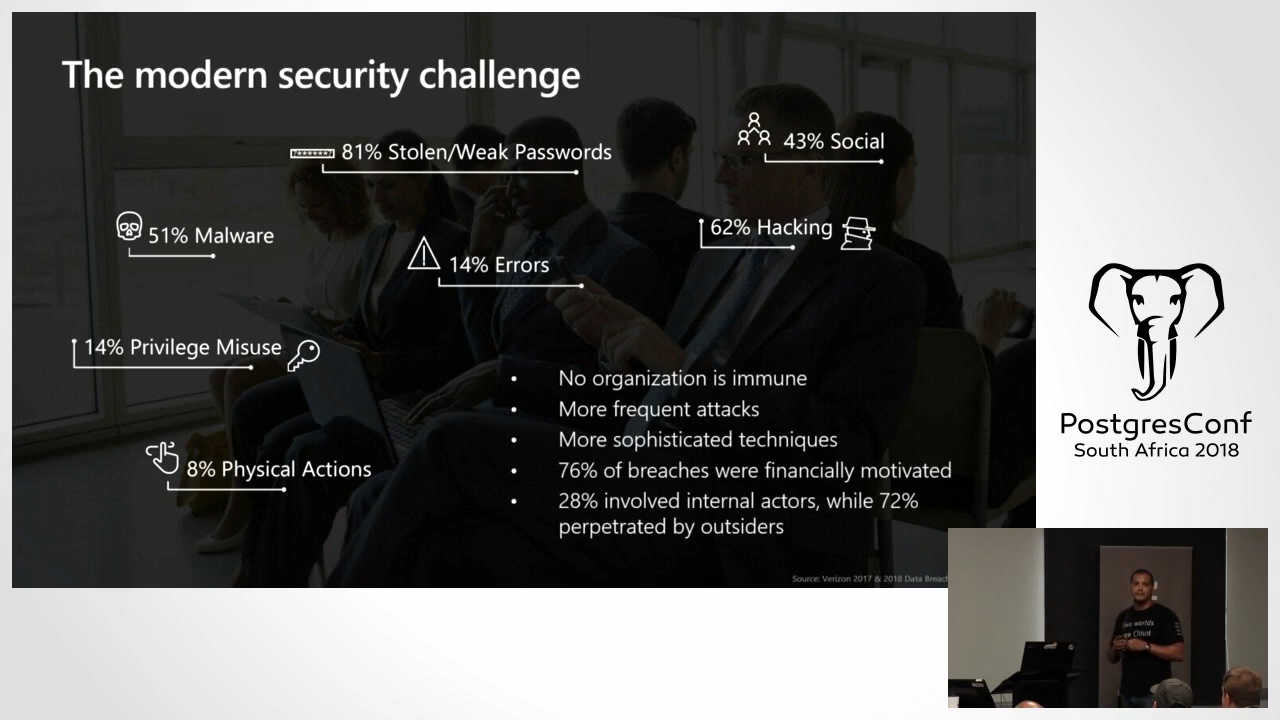 The modern security challenge
******* 81% Stolen/Weak Passwords
43% Social
51% Malware
62% Hacking
14% Errors
14% Privilege Misuse
8% Physical Actions
• No organization is immune
• More frequent attacks
• More sophisticated techniques
• 76% of breaches were financially motivated
• 28% involved internal actors, while 72%
perpetrated by outsiders
Source: Verizon 2017 & 2018 Data Breach
PostgresConf
South Africa 2018
two worlds
Cloud